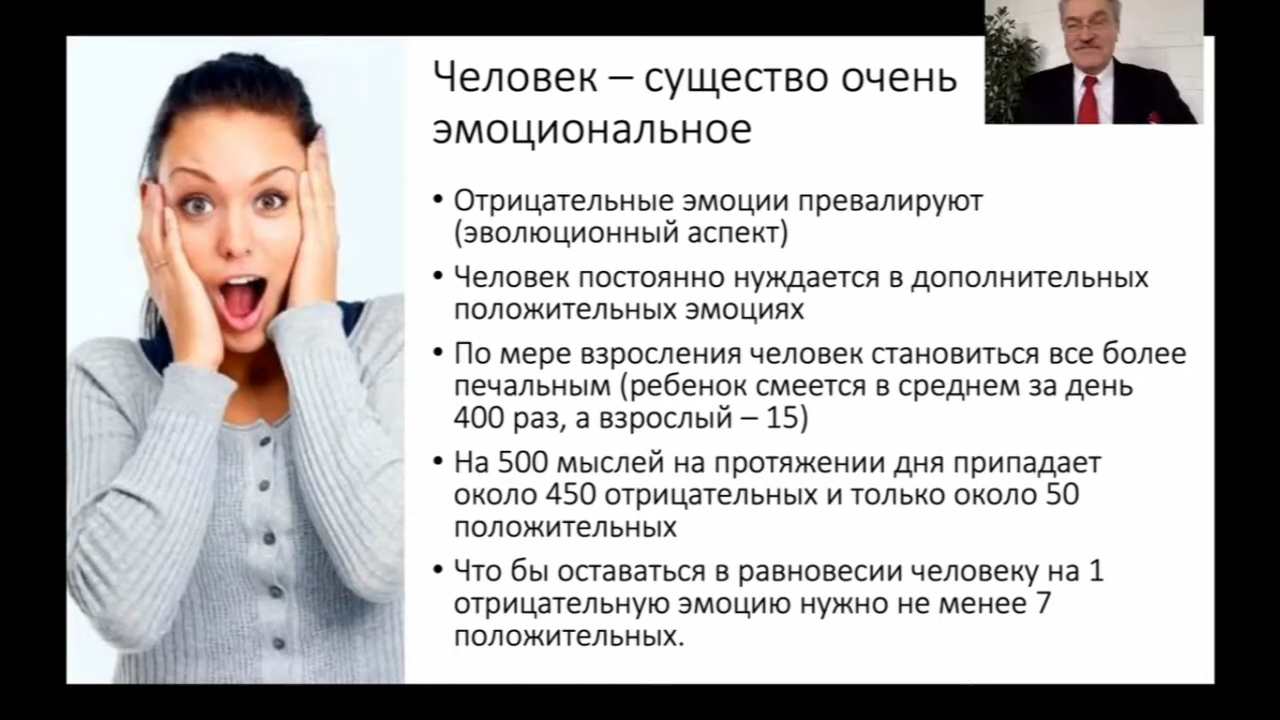 Человек – существо очень
эмоциональное
• Отрицательные эмоции превалируют
(эволюционный аспект)
• Человек постоянно нуждается в дополнительных
положительных эмоциях
• По мере взросления человек становиться все более
печальным (ребенок смеется в среднем за день
400 раз, а взрослый – 15)
• На 500 мыслей на протяжении дня припадает
около 450 отрицательных и только около 50
положительных
• Что бы оставаться в равновесии человеку на 1
отрицательную эмоцию нужно не менее 7
положительных.